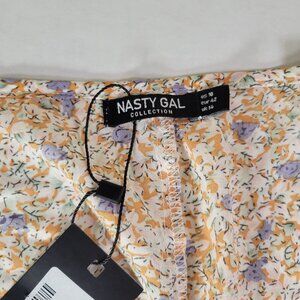 NASTY GAL
COLLECTION
US 10
EUR 42
UK 14